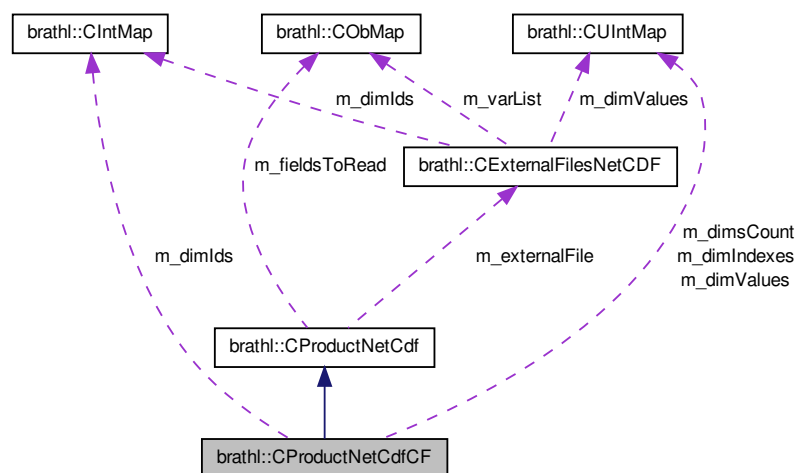 brathl::CIntMap
brathl::CObMap
brathl::CUIntMap
m_dimIds
m_varList
m_dimValues
m_fieldsToRead
brathl::CExternalFilesNetCDF
m_dimIds
m_externalFile
m_dimsCount
m_dimIndexes
m_dimValues
brathl::CProductNetCdf
brathl::CProductNetCdfCF